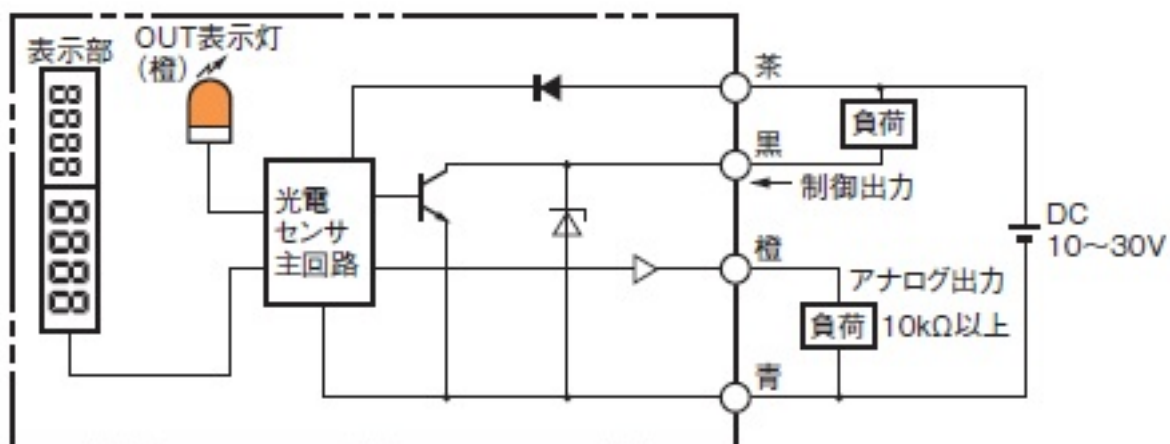 表示部
OUT表示灯
(橙)
8888
8888
光電
センサ
主回路
茶
負荷
黒
制御出力
DC
10～30V
橙
アナログ出力
負荷
10kΩ以上
青